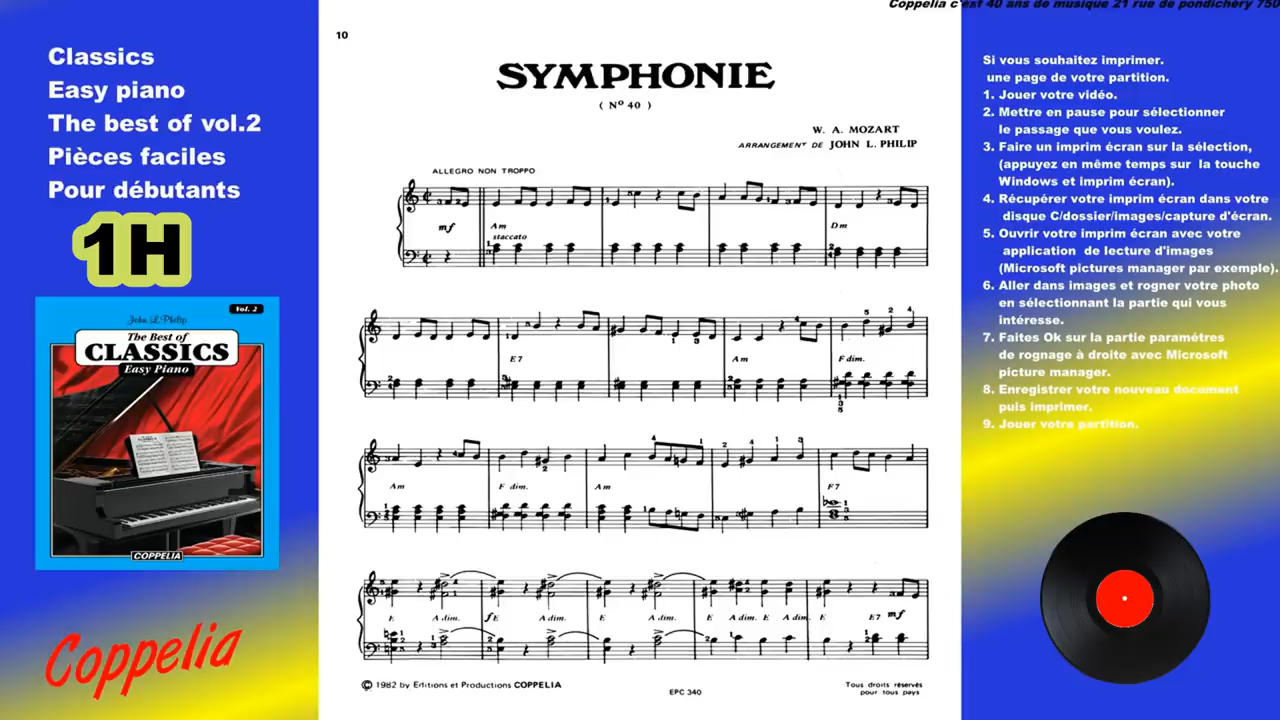 Coppelia c'est 40 ans de musique 21 rue de pondichéry 750
Classics
Easy piano
The best of vol.2
Pièces faciles
Pour débutants
1H
Vol. 2
John L.Philip
The Best of
CLASSICS
Easy Piano
COPPELIA
Coppelia
10
SYMPHONIE
( Nº 40 )
W. A. MOZART
ARRANGEMENT DE JOHN L. PHILIP
ALLEGRO NON TROPPO
mf Am Dm
staccato
E7 Am F dim.
Am F dim. Am F7
E A dim. fE A dim. E A dim. E A dim. E A dim. E E7 mf
© 1982 by Editions et Productions COPPELIA
EPC 340
Tous droits réservés
pour tous pays
Si vous souhaitez imprimer.
une page de votre partition.
1. Jouer votre vidéo.
2. Mettre en pause pour sélectionner
le passage que vous voulez.
3. Faire un imprim écran sur la sélection,
(appuyez en même temps sur la touche
Windows et imprim écran).
4. Récupérer votre imprim écran dans votre
disque C/dossier/images/capture d'écran.
5. Ouvrir votre imprim écran avec votre
application de lecture d'images
(Microsoft pictures manager par exemple).
6. Aller dans images et rogner votre photo
en sélectionnant la partie qui vous
intéresse.
7. Faites Ok sur la partie paramétres
de rognage à droite avec Microsoft
picture manager.
8. Enregistrer votre nouveau document
puis imprimer.
9. Jouer votre partition.